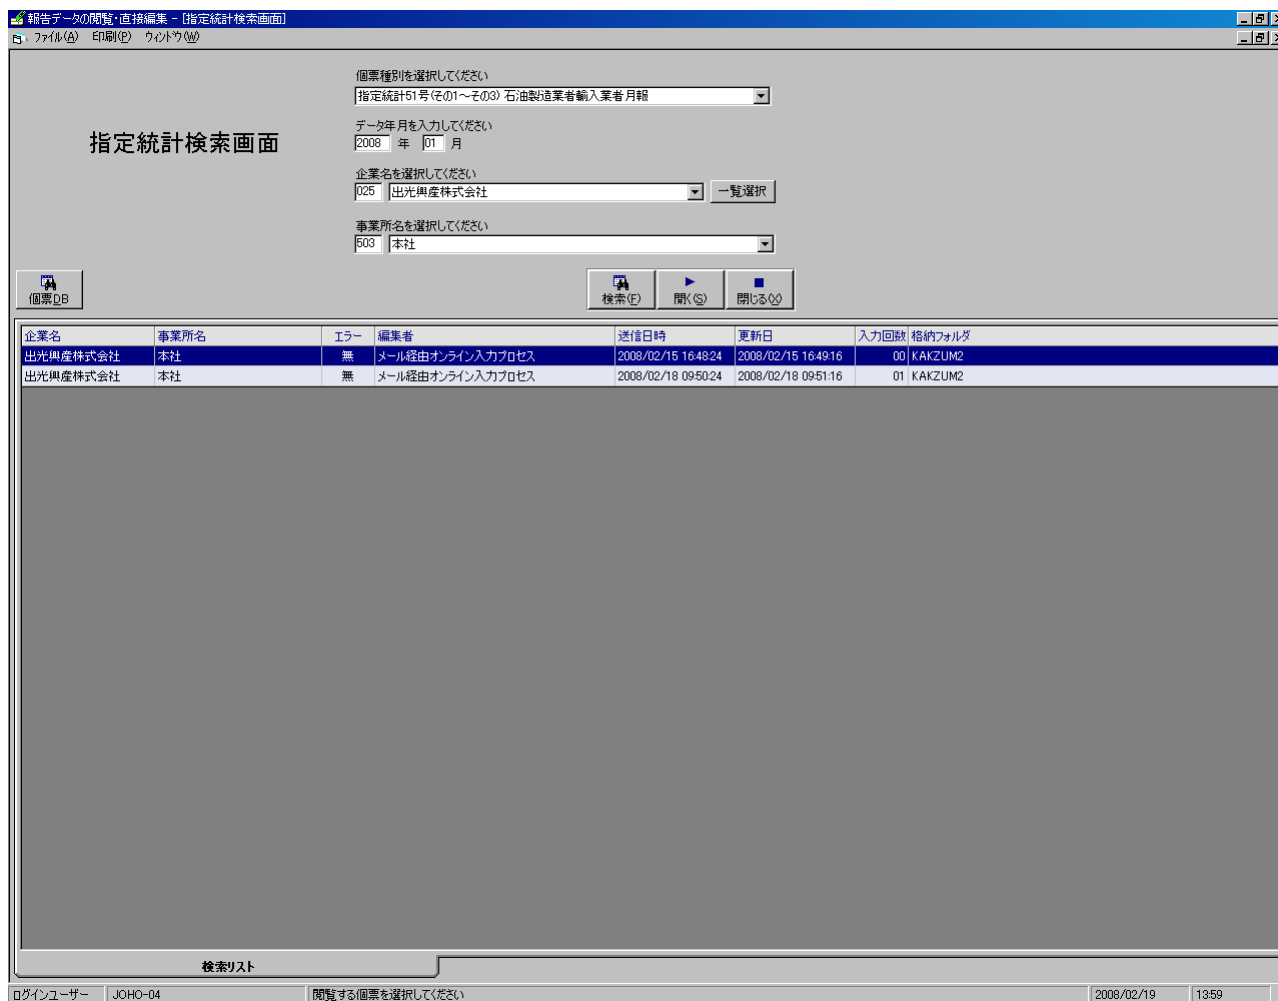 報告データの閲覧・直接編集 - [指定統計検索画面]
ファイル(A) 印刷(P) ウィンドウ(W)
個票種別を選択してください
指定統計51号(その1～その3) 石油製造業者輸入業者月報
指定統計検索画面
データ年月を入力してください
2008 年 01 月
企業名を選択してください
025 出光興産株式会社 一覧選択
事業所名を選択してください
503 本社
個票DB 検索(F) 開く(S) 閉じる(X)
企業名 事業所名 エラー 編集者 送信日時 更新日 入力回数 格納フォルダ
出光興産株式会社 本社 無 メール経由オンライン入力プロセス 2008/02/15 16:48:24 2008/02/15 16:49:16 00 KAKZUM2
出光興産株式会社 本社 無 メール経由オンライン入力プロセス 2008/02/18 09:50:24 2008/02/18 09:51:16 01 KAKZUM2
検索リスト
ログインユーザー JOHO-04 閲覧する個票を選択してください 2008/02/19 13:59